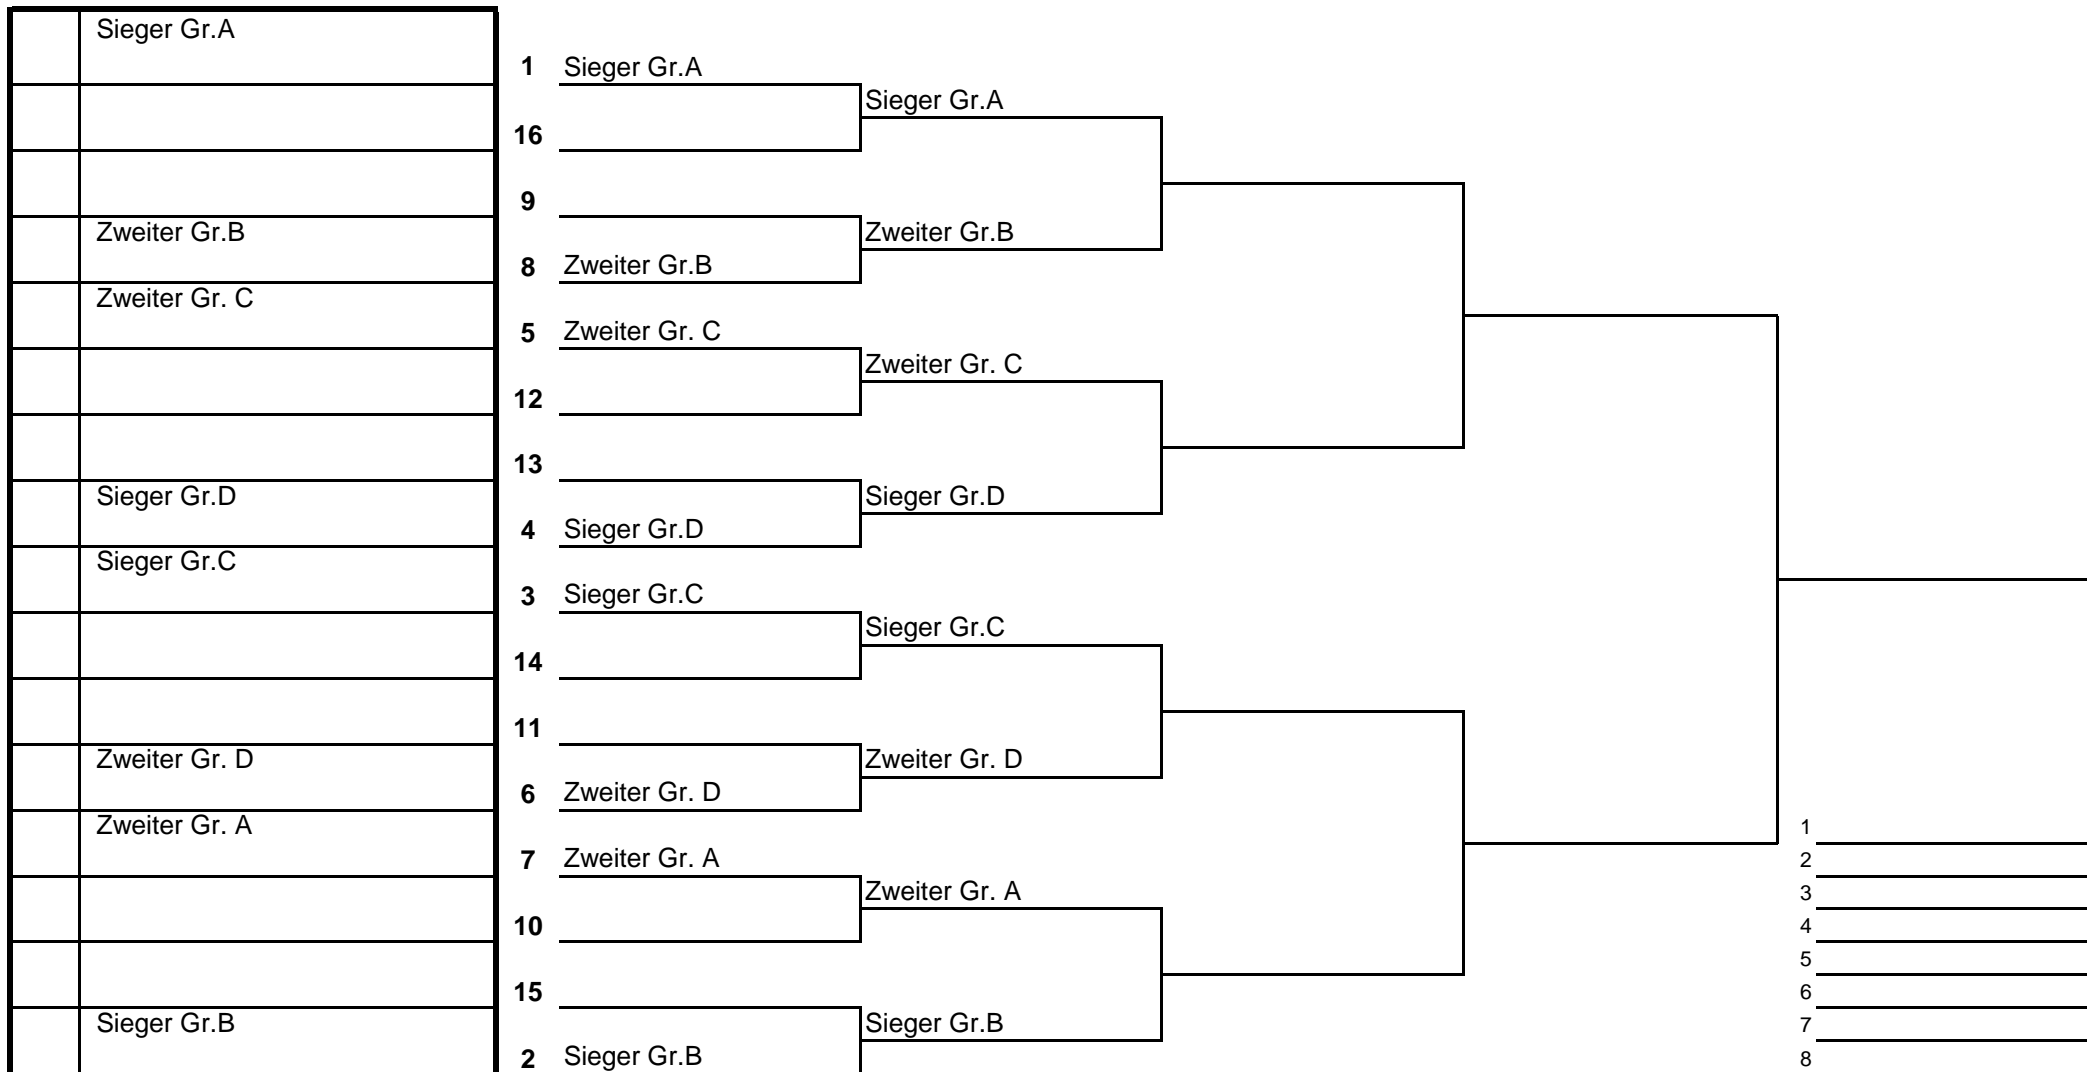 Sieger Gr.A
1 Sieger Gr.A
Sieger Gr.A
16
9
Zweiter Gr.B
Zweiter Gr.B
8 Zweiter Gr.B
Zweiter Gr. C
5 Zweiter Gr. C
Zweiter Gr. C
12
13
Sieger Gr.D
Sieger Gr.D
4 Sieger Gr.D
Sieger Gr.C
3 Sieger Gr.C
Sieger Gr.C
14
11
Zweiter Gr. D
Zweiter Gr. D
6 Zweiter Gr. D
Zweiter Gr. A
1
7 Zweiter Gr. A
2
Zweiter Gr. A
3
10
4
5
15
6
Sieger Gr.B
Sieger Gr.B
7
2 Sieger Gr.B
8